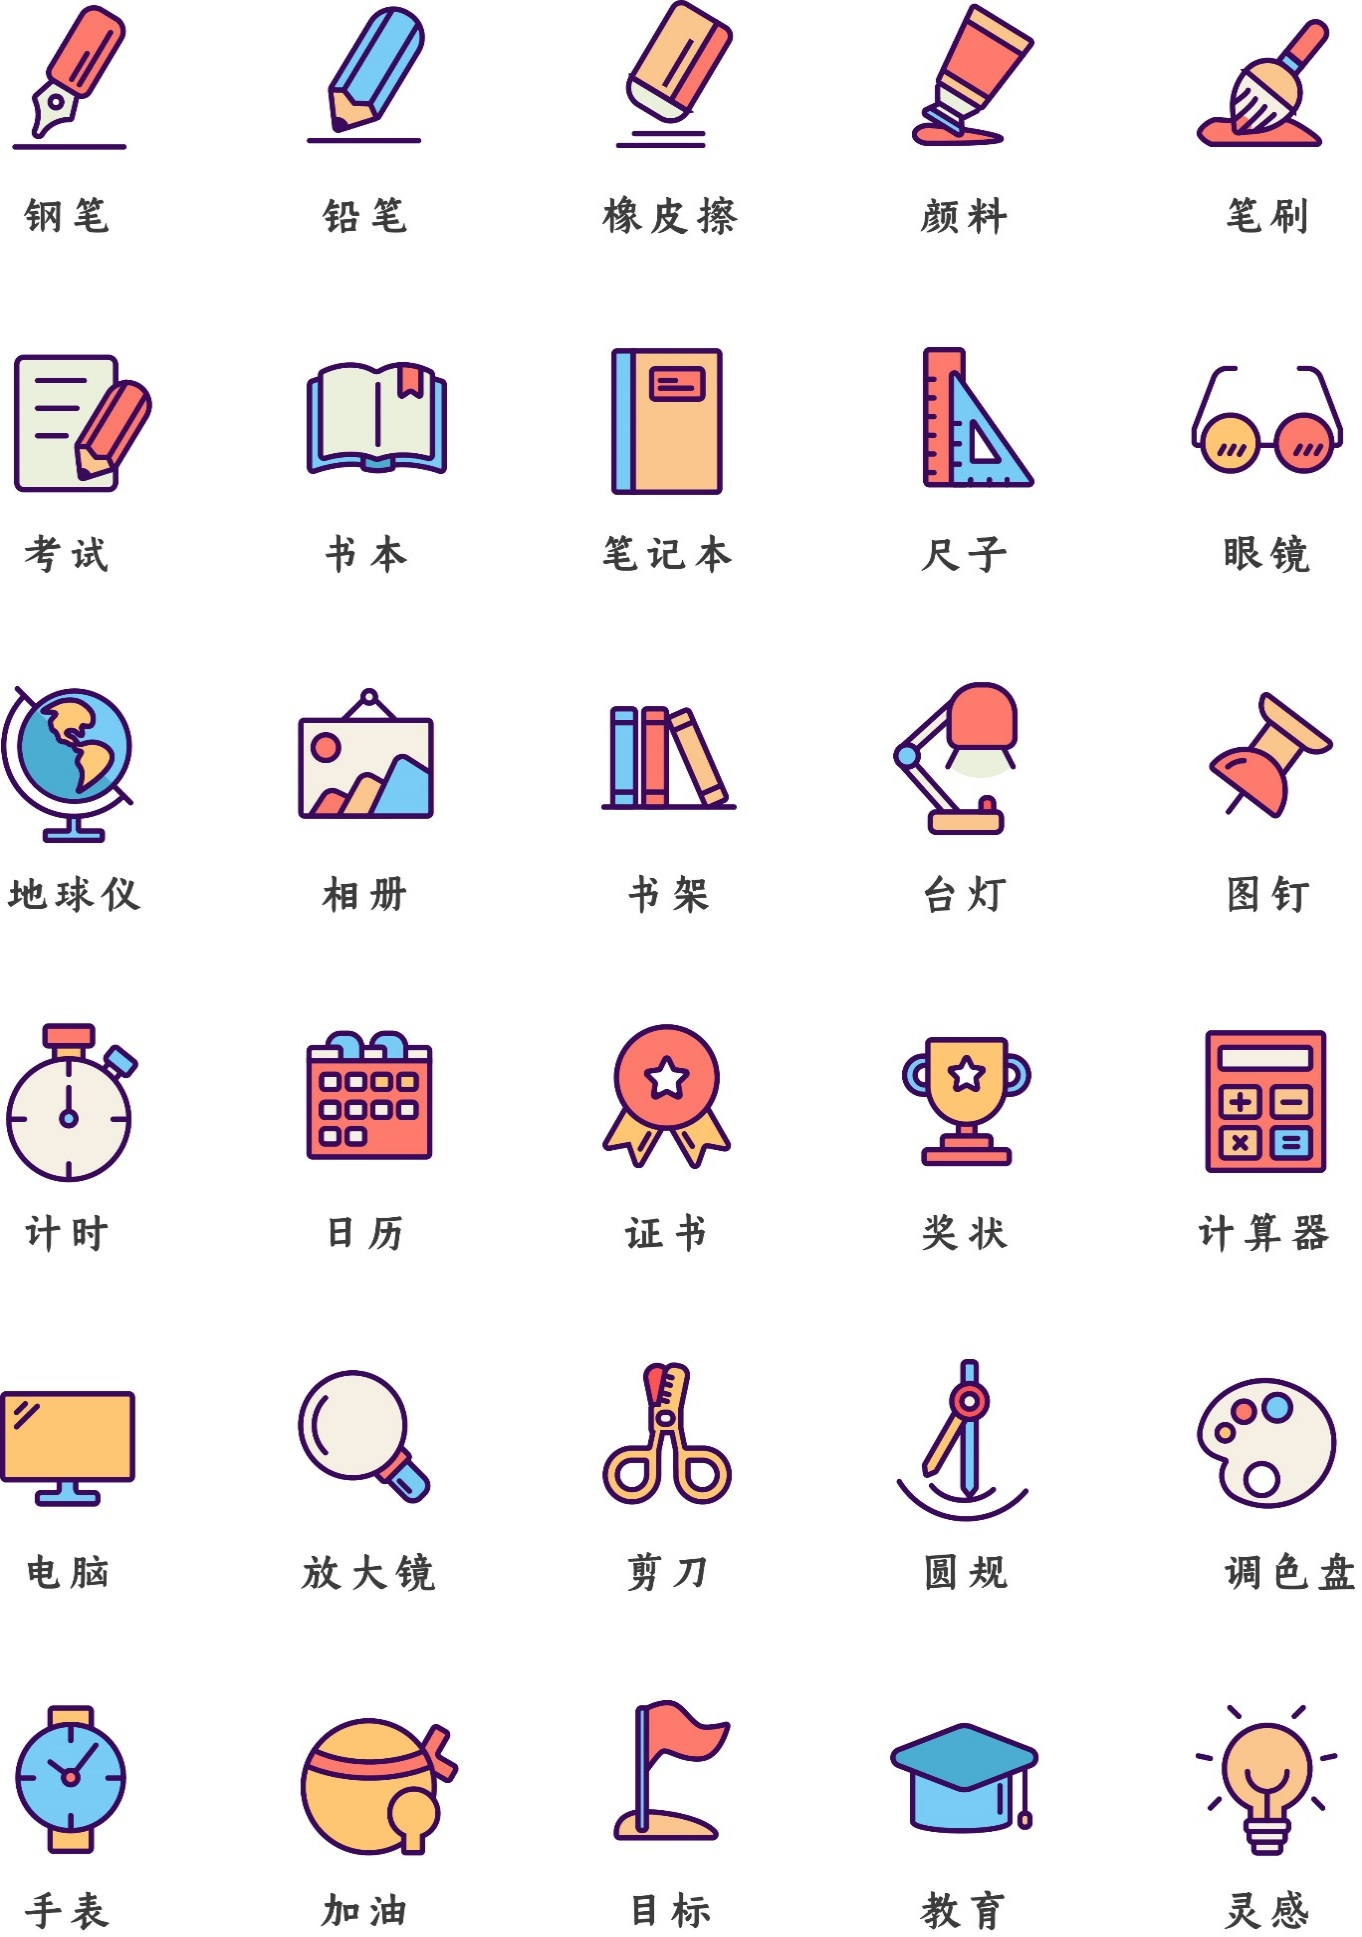 钢笔 铅笔 橡皮擦 颜料 笔刷
考试 书本 笔记本 尺子 眼镜
地球仪 相册 书架 台灯 图钉
计时 日历 证书 奖状 计算器
电脑 放大镜 剪刀 圆规 调色盘
手表 加油 目标 教育 灵感